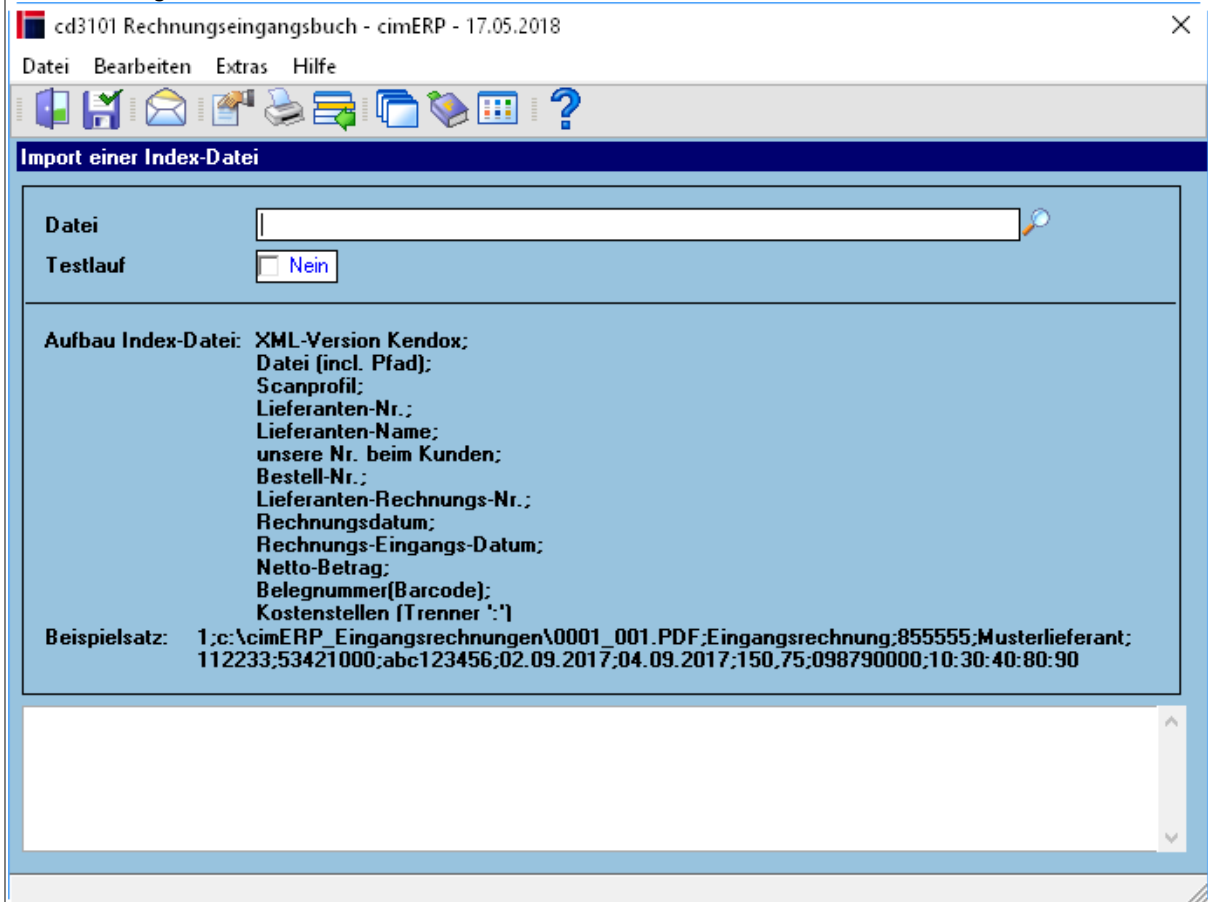 cd3101 Rechnungseingangsbuch - cimERP - 17.05.2018
Datei Bearbeiten Extras Hilfe
Import einer Index-Datei
Datei
Testlauf Nein
Aufbau Index-Datei: XML-Version Kendox;
Datei (incl. Pfad);
Scanprofil;
Lieferanten-Nr.;
Lieferanten-Name;
unsere Nr. beim Kunden;
Bestell-Nr.;
Lieferanten-Rechnungs-Nr.;
Rechnungsdatum;
Rechnungs-Eingangs-Datum;
Netto-Betrag;
Belegnummer(Barcode);
Kostenstellen (Trenner ':')
Beispielsatz: 1;c:\cimERP_Eingangsrechnungen\0001_001.PDF;Eingangsrechnung;855555;Musterlieferant;
112233;53421000;abc123456;02.09.2017;04.09.2017;150,75;098790000;10:30:40:80:90